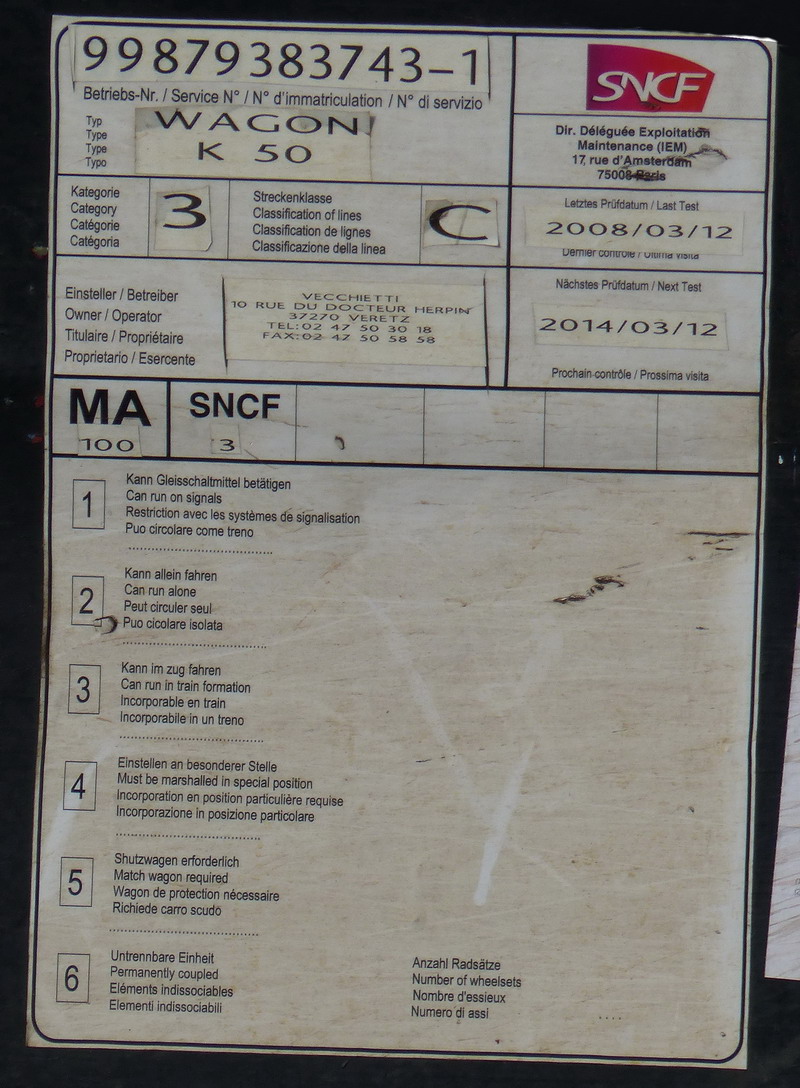 99879383743-1
Betriebs-Nr. / Service N° / N° d'immatriculation / N° di servizio
Typ
Type
Type
Typo
WAGON
K 50
SNCF
Dir. Déléguée Exploitation
Maintenance (IEM)
17, rue d'Amsterdam
75008 Paris
Kategorie
Category
Catégorie
Catégoria
3
Streckenklasse
Classification of lines
Classification de lignes
Classificazione della linea
C
Letztes Prüfdatum / Last Test
2008/03/12
Dernier contrôle / Ultima visita
Einsteller / Betreiber
Owner / Operator
Titulaire / Propriétaire
Proprietario / Esercente
VECCHIETTI
10 RUE DU DOCTEUR HERPIN
37270 VERETZ
TEL:02 47 50 30 18
FAX:02 47 50 58 58
Nächstes Prüfdatum / Next Test
2014/03/12
Prochain contrôle / Prossima visita
MA
100
SNCF
3
1
Kann Gleisschaltmittel betätigen
Can run on signals
Restriction avec les systèmes de signalisation
Puo circolare come treno
2
Kann allein fahren
Can run alone
Peut circuler seul
Puo cicolare isolata
3
Kann im zug fahren
Can run in train formation
Incorporable en train
Incorporabile in un treno
4
Einstellen an besonderer Stelle
Must be marshalled in special position
Incorporation en position particulière requise
Incorporazione in posizione particolare
5
Shutzwagen erforderlich
Match wagon required
Wagon de protection nécessaire
Richiede carro scudo
6
Untrennbare Einheit
Permanently coupled
Eléments indissociables
Elementi indissociabili
Anzahl Radsätze
Number of wheelsets
Nombre d'essieux
Numero di assi